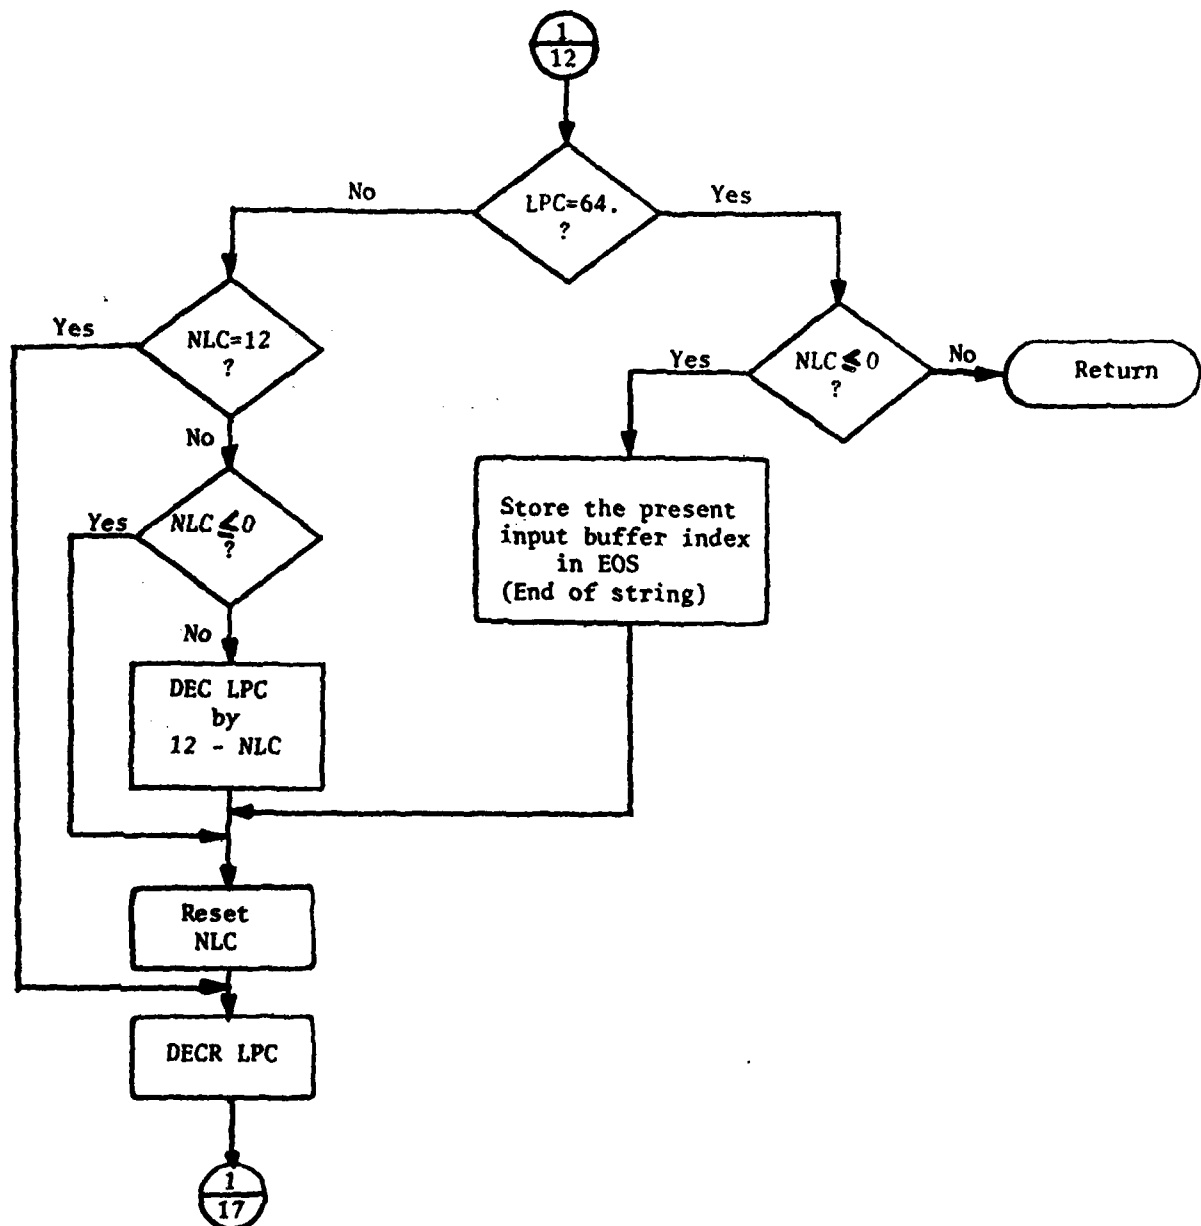 1
12
LPC=64.
?
No
Yes
NLC=12
?
Yes
No
NLC ≦ 0
?
Yes
No
Return
NLC ≦ 0
?
Yes
No
Store the present
input buffer index
in EOS
(End of string)
DEC LPC
by
12 - NLC
Reset
NLC
DECR LPC
1
17